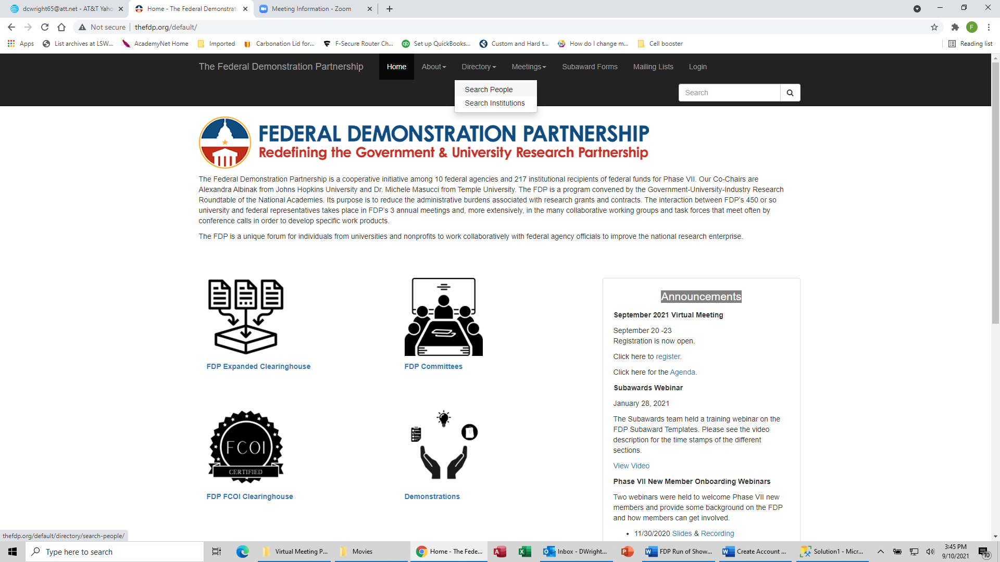 dcwright65@att.net - AT&T Yaho
Home - The Federal Demonstrati
Meeting Information - Zoom
Not secure
thefdp.org/default/
F
Apps
List archives at LSW...
AcademyNet Home
Imported
Carbonation Lid for...
F-Secure Router Ch...
Set up QuickBooks...
Custom and Hard t...
How do I change m...
Cell booster
Reading list
The Federal Demonstration Partnership
Home
About
Directory
Meetings
Subaward Forms
Mailing Lists
Login
Search People
Search Institutions
Search
FEDERAL DEMONSTRATION PARTNERSHIP
Redefining the Government & University Research Partnership
The Federal Demonstration Partnership is a cooperative initiative among 10 federal agencies and 217 institutional recipients of federal funds for Phase VII. Our Co-Chairs are
Alexandra Albinak from Johns Hopkins University and Dr. Michele Masucci from Temple University. The FDP is a program convened by the Government-University-Industry Research
Roundtable of the National Academies. Its purpose is to reduce the administrative burdens associated with research grants and contracts. The interaction between FDP's 450 or so
university and federal representatives takes place in FDP's 3 annual meetings and, more extensively, in the many collaborative working groups and task forces that meet often by
conference calls in order to develop specific work products.
The FDP is a unique forum for individuals from universities and nonprofits to work collaboratively with federal agency officials to improve the national research enterprise.
FDP Expanded Clearinghouse
FDP Committees
FCOI
CERTIFIED
FDP FCOI Clearinghouse
Demonstrations
Announcements
September 2021 Virtual Meeting
September 20 -23
Registration is now open.
Click here to register.
Click here for the Agenda.
Subawards Webinar
January 28, 2021
The Subawards team held a training webinar on the
FDP Subaward Templates. Please see the video
description for the time stamps of the different
sections.
View Video
Phase VII New Member Onboarding Webinars
Two webinars were held to welcome Phase VII new
members and provide some background on the FDP
and how members can get involved.
• 11/30/2020 Slides & Recording
thefdp.org/default/directory/search-people/
Type here to search
Virtual Meeting P...
Movies
Home - The Fede...
Inbox - DWright...
FDP Run of Show...
Create Account ...
Solution1 - Micr...
3:45 PM
9/10/2021
10